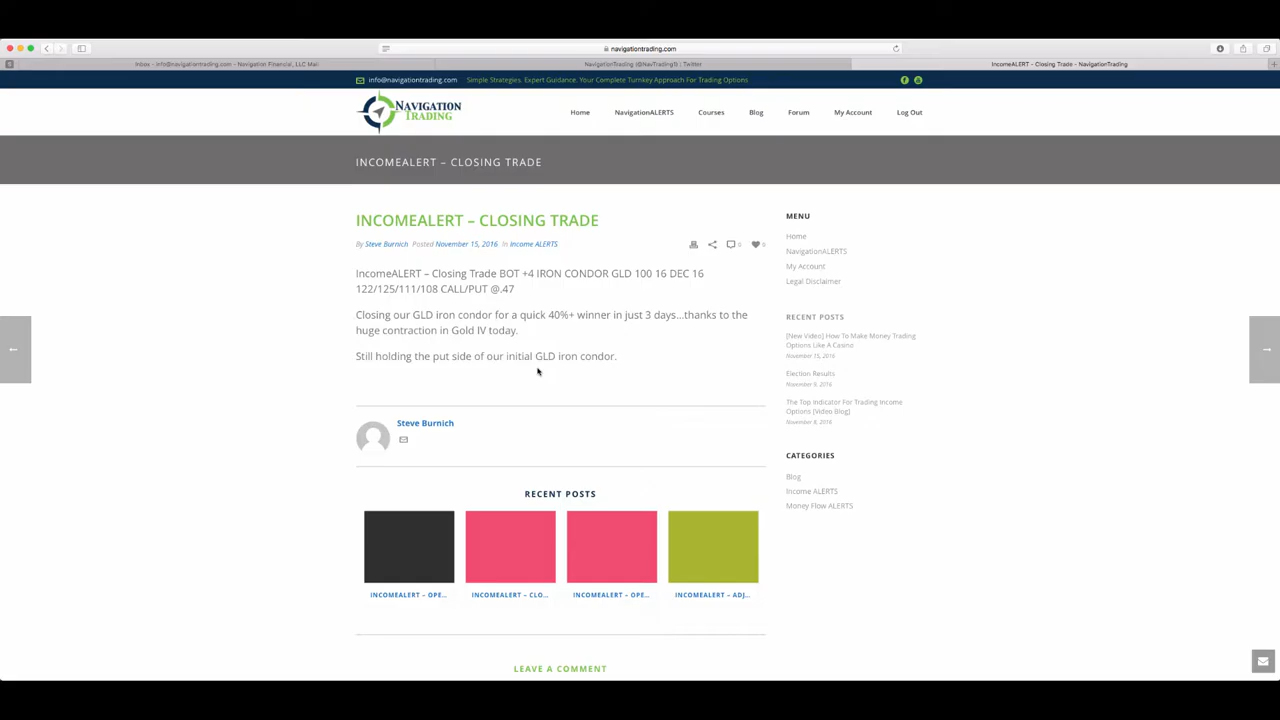 navigationtrading.com
Inbox - info@navigationtrading.com - Navigation Financial, LLC Mail
NavigationTrading (@NavTrading1) | Twitter
IncomeALERT – Closing Trade - NavigationTrading
info@navigationtrading.com
Simple Strategies. Expert Guidance. Your Complete Turnkey Approach For Trading Options
NAVIGATION
TRADING
Home
NavigationALERTS
Courses
Blog
Forum
My Account
Log Out
INCOMEALERT – CLOSING TRADE
INCOMEALERT – CLOSING TRADE
By Steve Burnich Posted November 15, 2016. In Income ALERTS
0
0
IncomeALERT – Closing Trade BOT +4 IRON CONDOR GLD 100 16 DEC 16
122/125/111/108 CALL/PUT @.47
Closing our GLD iron condor for a quick 40%+ winner in just 3 days...thanks to the
huge contraction in Gold IV today.
Still holding the put side of our initial GLD iron condor.
Steve Burnich
RECENT POSTS
INCOMEALERT – OPE...
INCOMEALERT – CLO...
INCOMEALERT – OPE...
INCOMEALERT – ADJ...
LEAVE A COMMENT
MENU
Home
NavigationALERTS
My Account
Legal Disclaimer
RECENT POSTS
[New Video] How To Make Money Trading
Options Like A Casino
November 15, 2016
Election Results
November 9, 2016
The Top Indicator For Trading Income
Options (Video Blog)
November 8, 2016
CATEGORIES
Blog
Income ALERTS
Money Flow ALERTS